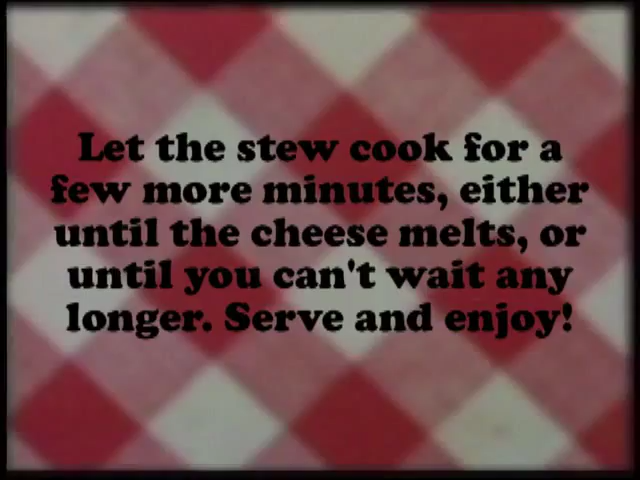 Let the stew cook for a
few more minutes, either
until the cheese melts, or
until you can't wait any
longer. Serve and enjoy!